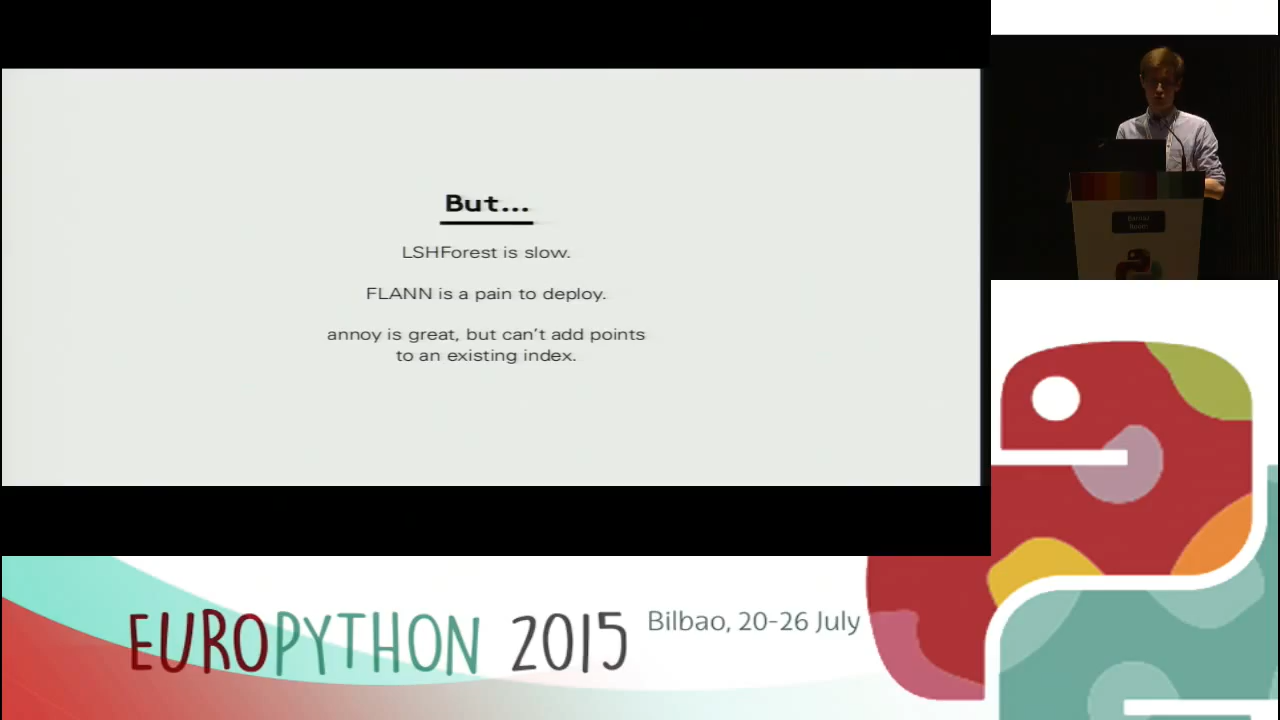 But...
LSHForest is slow.
FLANN is a pain to deploy.
annoy is great, but can't add points
to an existing index.
EUROPYTHON 2015
Bilbao, 20-26 July